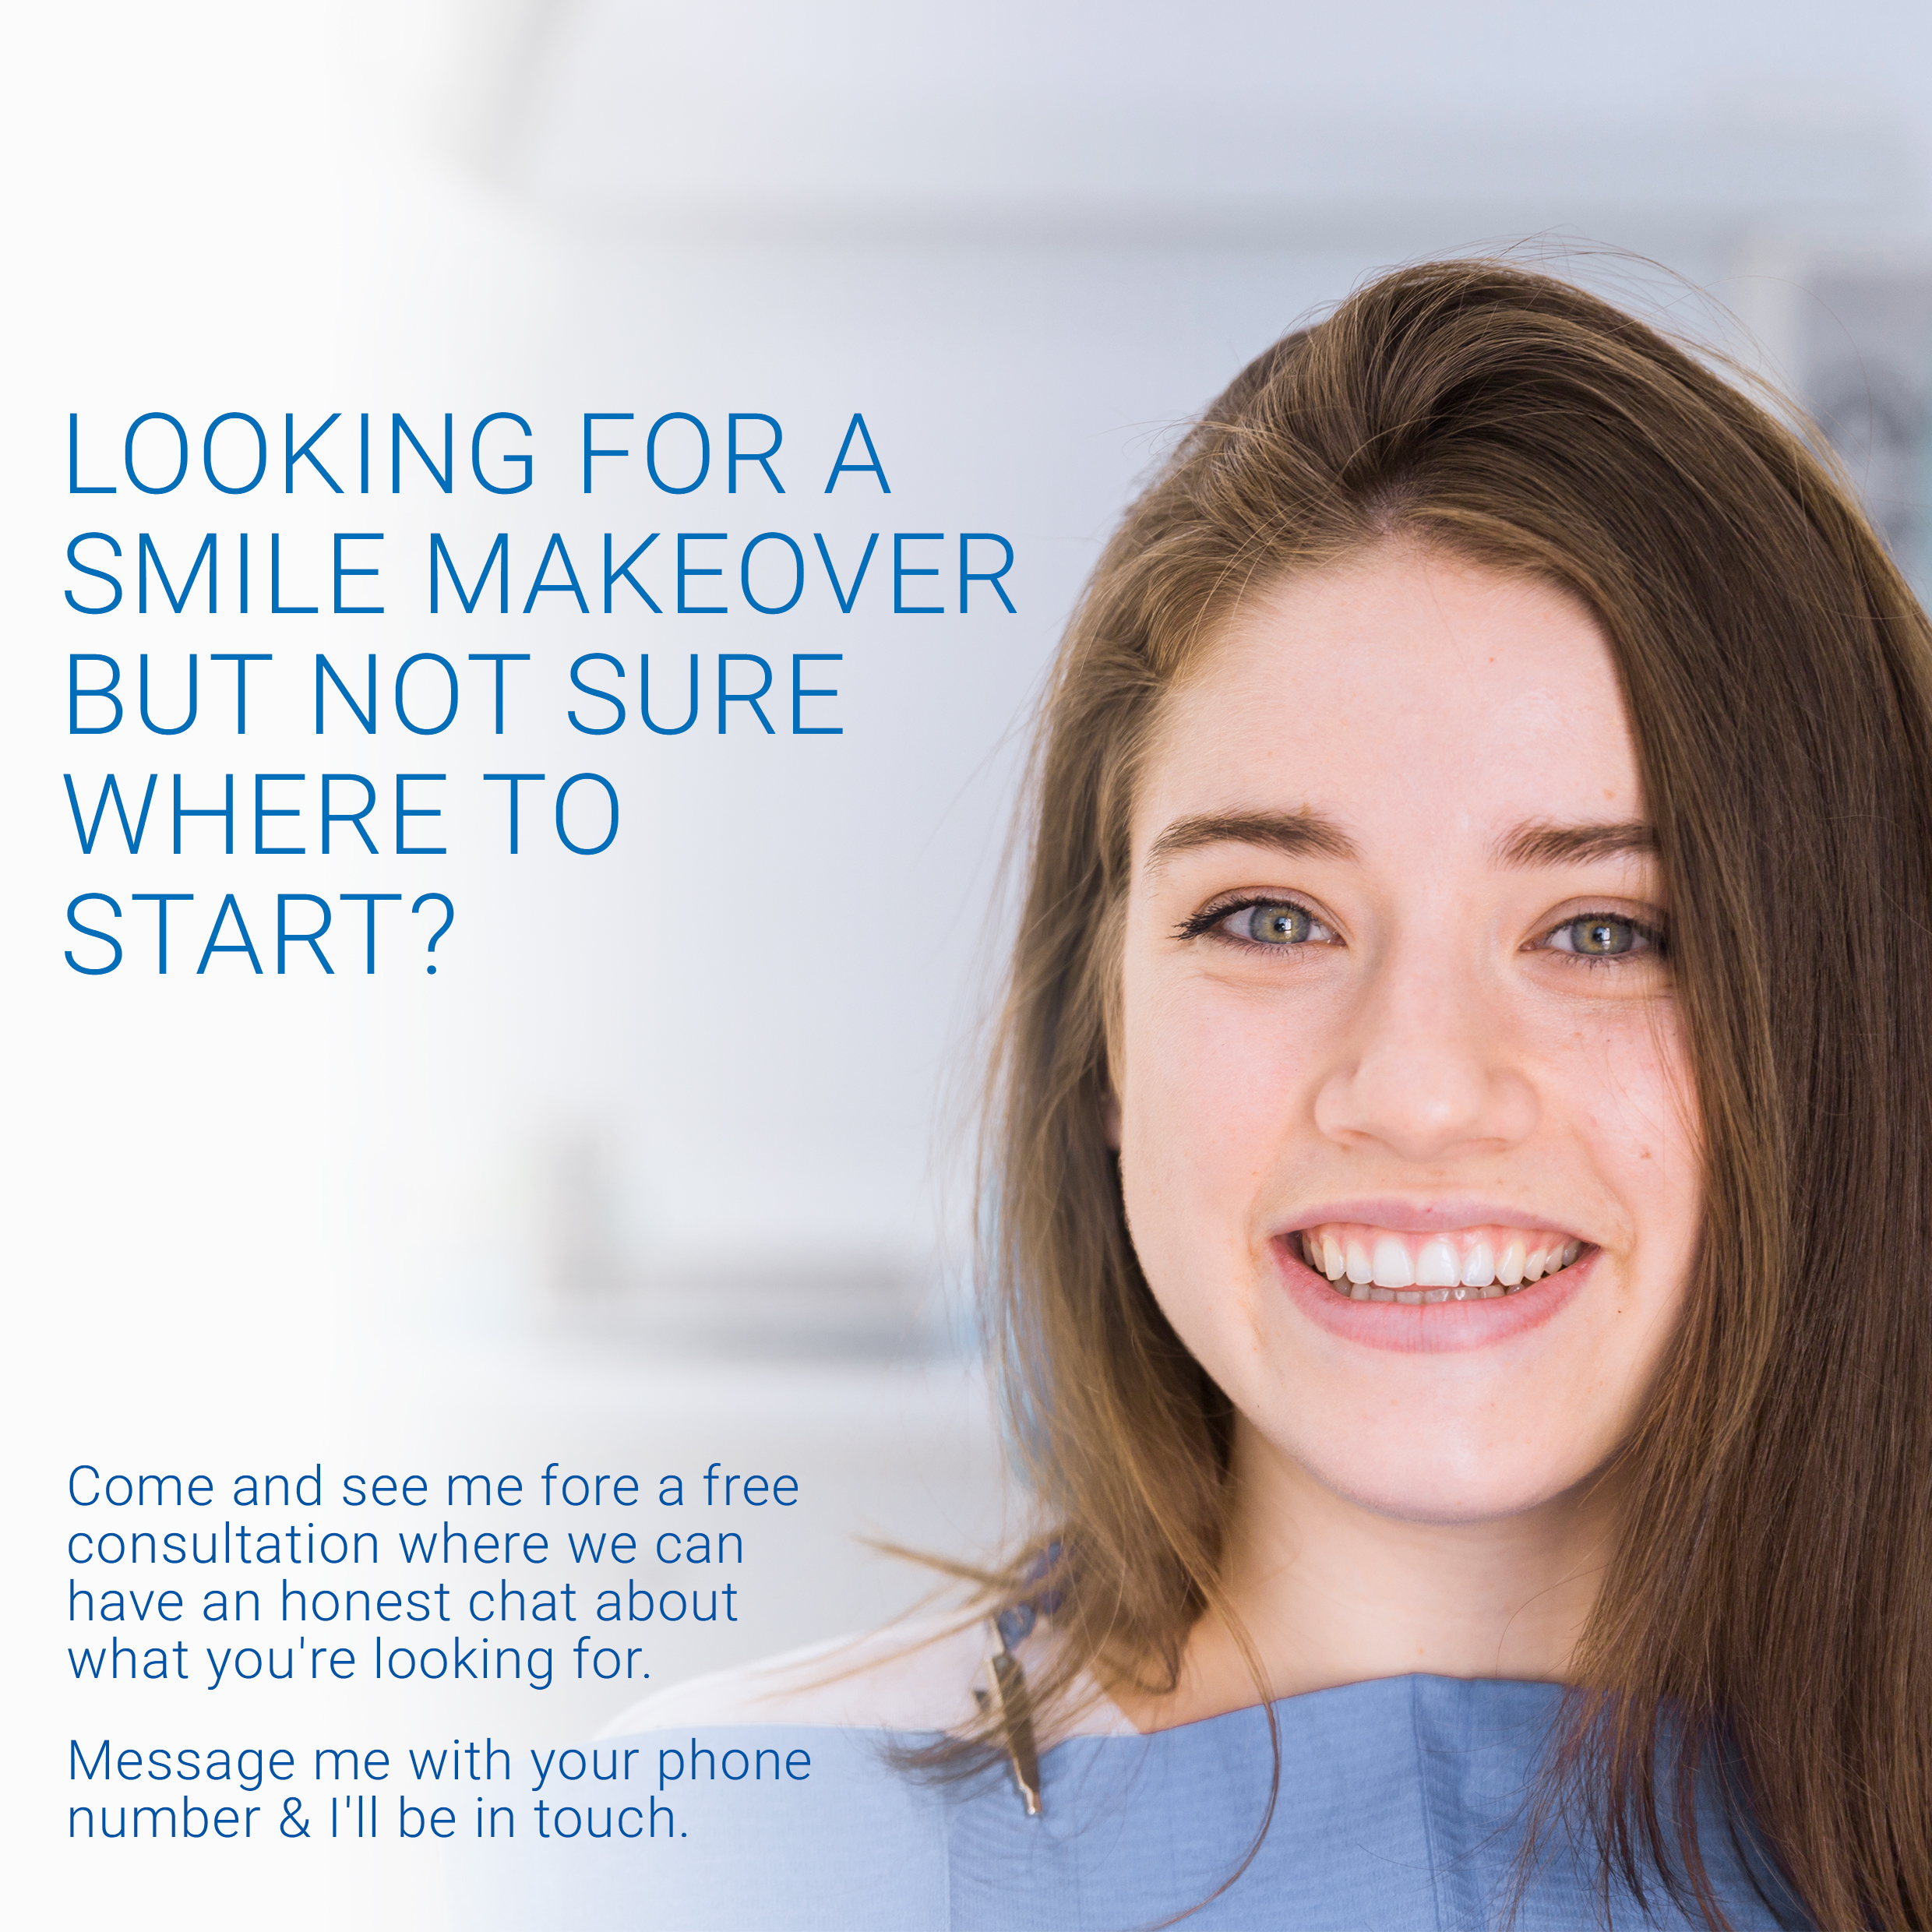 LOOKING FOR A
SMILE MAKEOVER
BUT NOT SURE
WHERE TO
START?
Come and see me fore a free
consultation where we can
have an honest chat about
what you're looking for.
Message me with your phone
number & I'll be in touch.